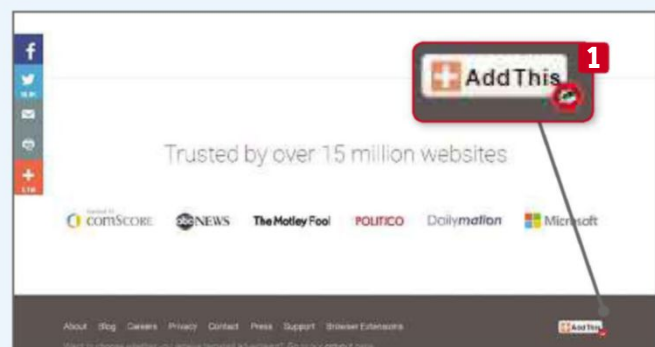 f
1
AddThis
Trusted by over 15 million websites
comSCORE
abc NEWS
The Motley Fool
POLITICO
Dailymotion
Microsoft
About Blog Careers Privacy Contact Press Support Browser Extensions
AddThis